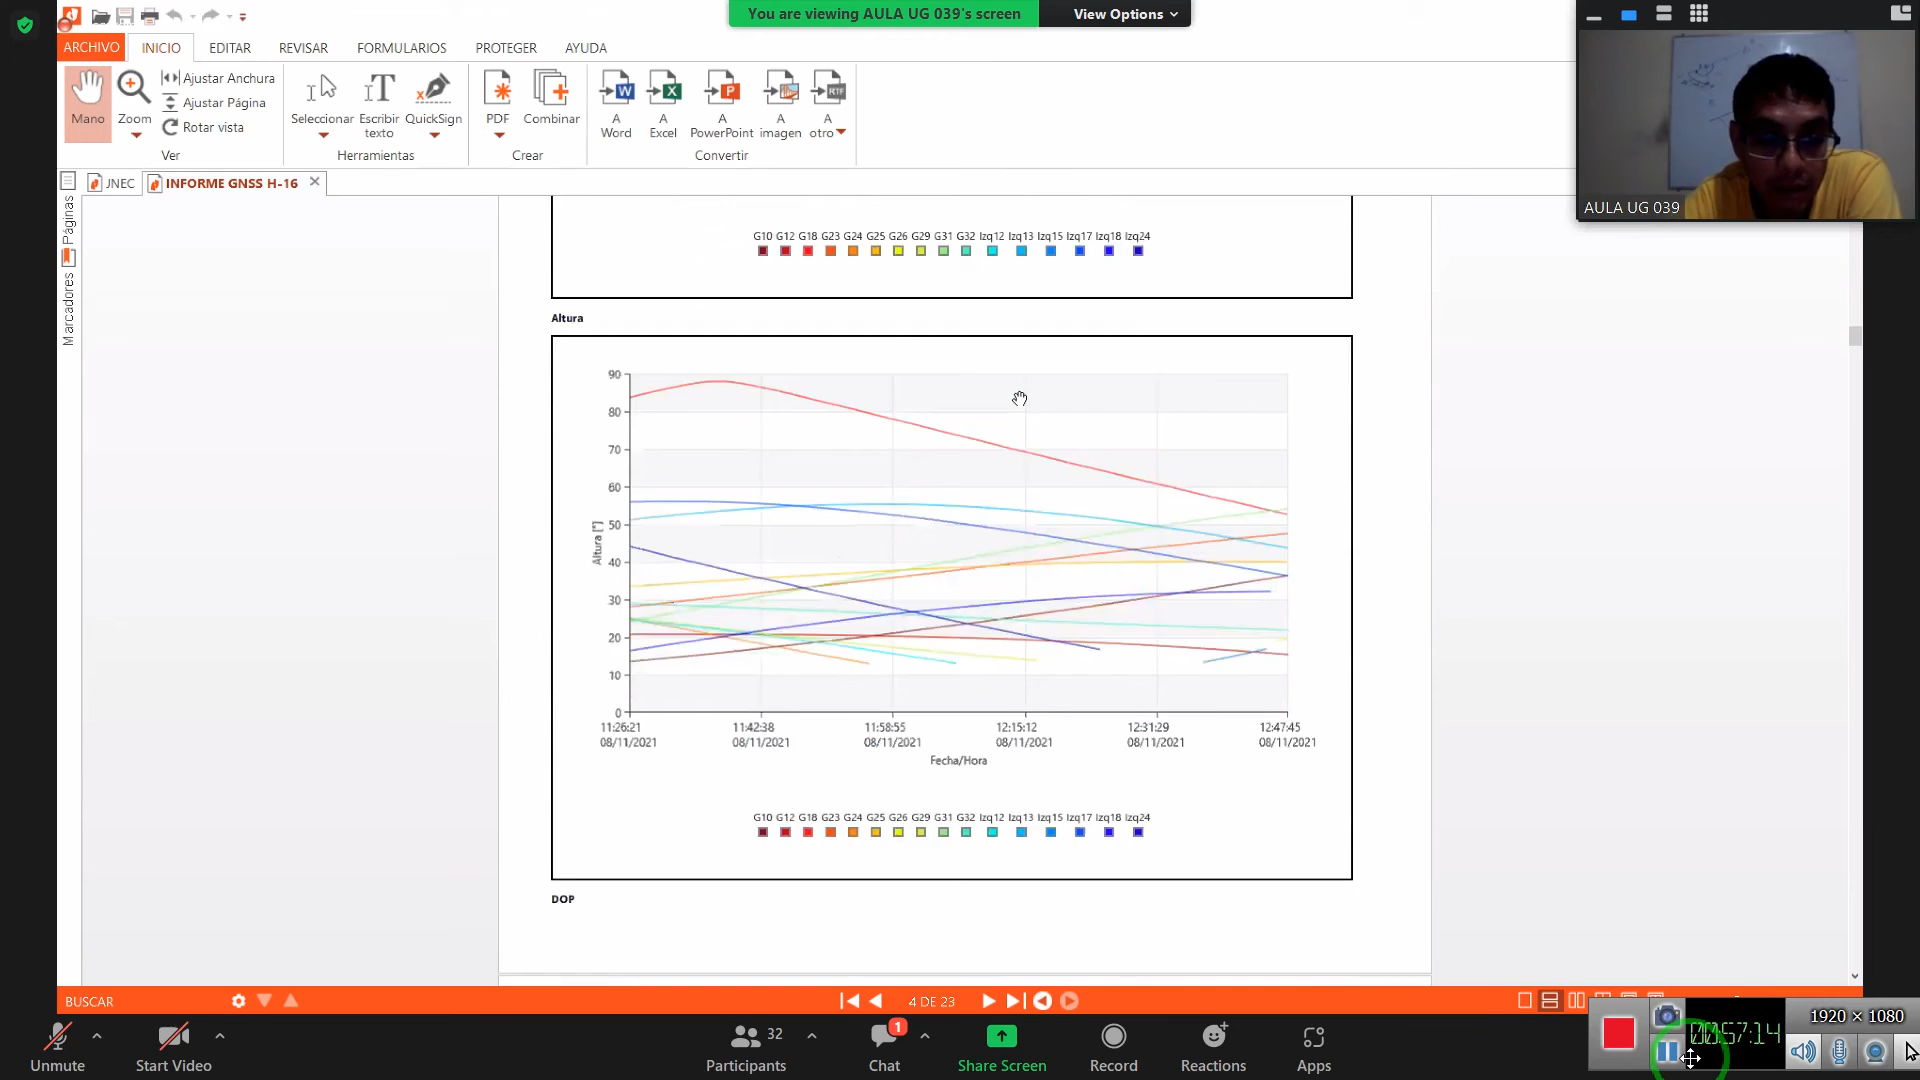 You are viewing AULA UG 039's screen
View Options
ARCHIVO INICIO EDITAR REVISAR FORMULARIOS PROTEGER AYUDA
Mano
Zoom
Ajustar Anchura
Ajustar Página
Rotar vista
Ver
Seleccionar
Escribir texto
QuickSign
Herramientas
PDF
Combinar
Crear
A Word
A Excel
A PowerPoint
A imagen
A otro
Convertir
AULA UG 039
JNEC
INFORME GNSS H-16
Páginas
Marcadores
G10 G12 G18 G23 G24 G25 G26 G29 G31 G32 Izq12 Izq13 Izq15 Izq17 Izq18 Izq24
Altura
90
80
70
60
50
40
30
20
10
0
Altura [°]
11:26:21 11:42:38 11:58:55 12:15:12 12:31:29 12:47:45
08/11/2021 08/11/2021 08/11/2021 08/11/2021 08/11/2021 08/11/2021
Fecha/Hora
G10 G12 G18 G23 G24 G25 G26 G29 G31 G32 Izq12 Izq13 Izq15 Izq17 Izq18 Izq24
DOP
BUSCAR
4 DE 23
1920 × 1080
00:57:14
Unmute
Start Video
32
Participants
1
Chat
Share Screen
Record
Reactions
Apps